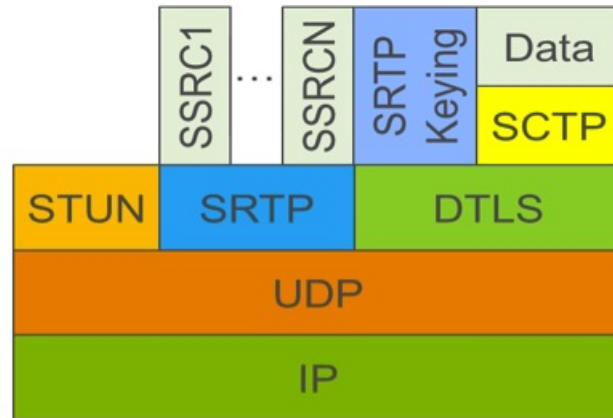 SSRC1
...
SSRCN
SRTP
Keying
Data
SCTP
STUN
SRTP
DTLS
UDP
IP